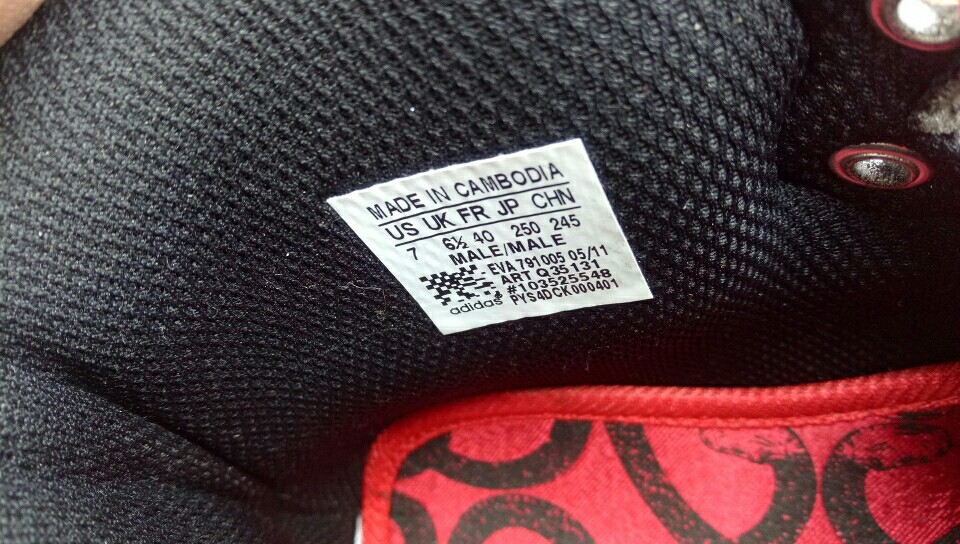 MADE IN CAMBODIA
US UK FR JP CHN
7 6½ 40 250 245
MALE/MALE
EVA 791005 05/11
ART Q35131
#103525548
adidas® PYS4DCK000401